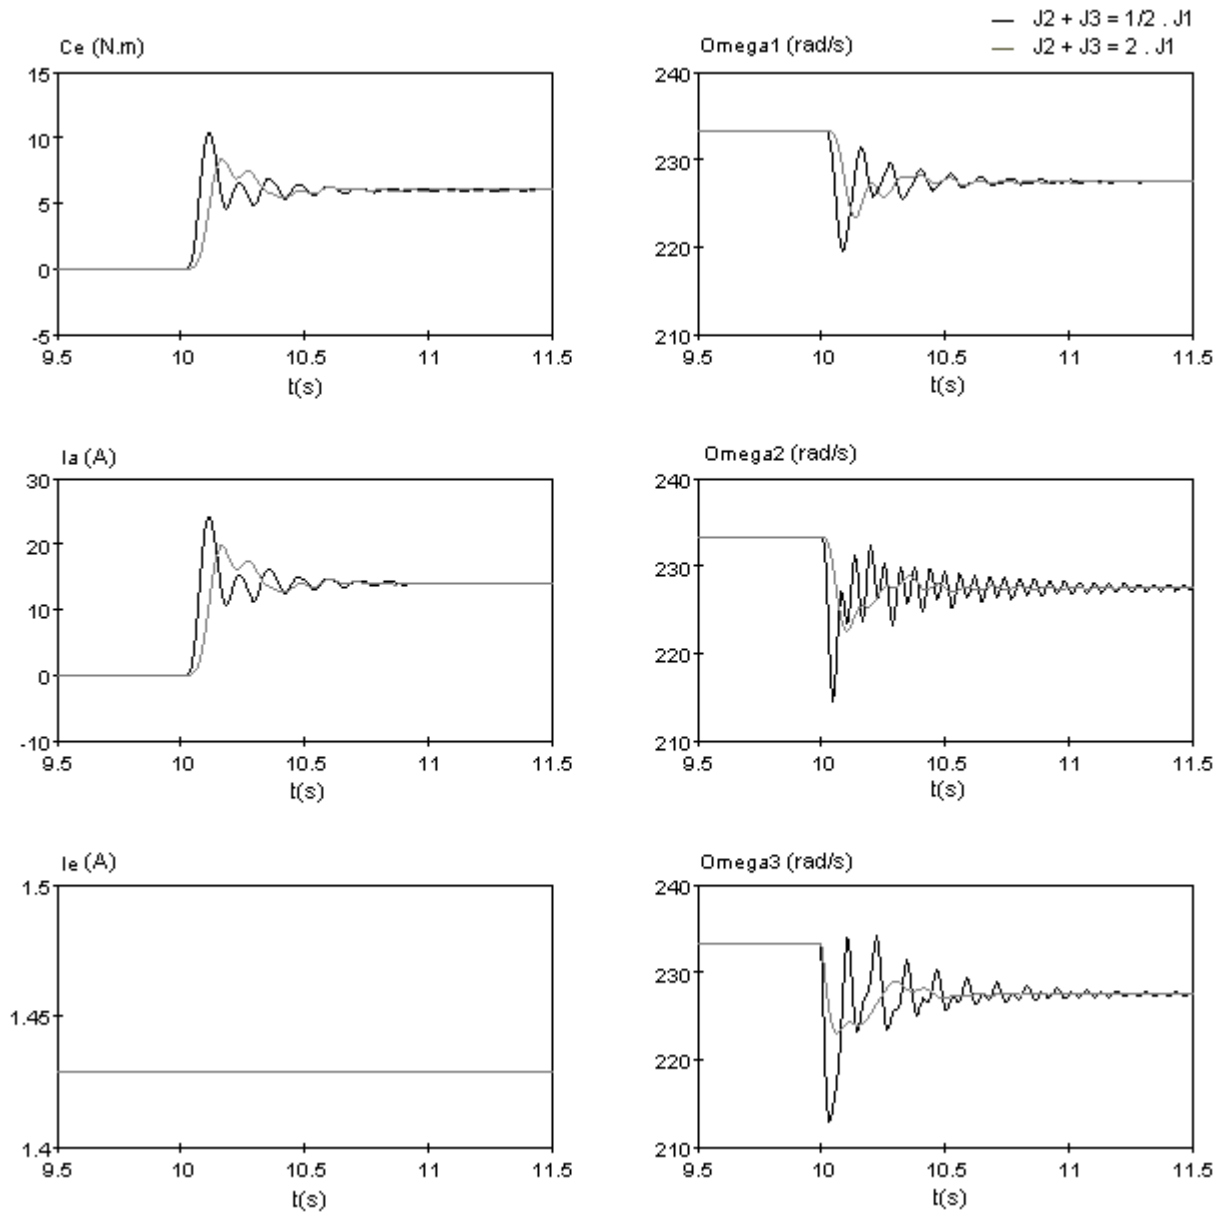 J2 + J3 = 1/2 . J1
J2 + J3 = 2 . J1
Ce (N.m)
15
10
5
0
-5
9.5 10 10.5 11 11.5
t(s)
Omega1 (rad/s)
240
230
220
210
9.5 10 10.5 11 11.5
t(s)
Ia (A)
30
20
10
0
-10
9.5 10 10.5 11 11.5
t(s)
Omega2 (rad/s)
240
230
220
210
9.5 10 10.5 11 11.5
t(s)
Ie (A)
1.5
1.45
1.4
9.5 10 10.5 11 11.5
t(s)
Omega3 (rad/s)
240
230
220
210
9.5 10 10.5 11 11.5
t(s)